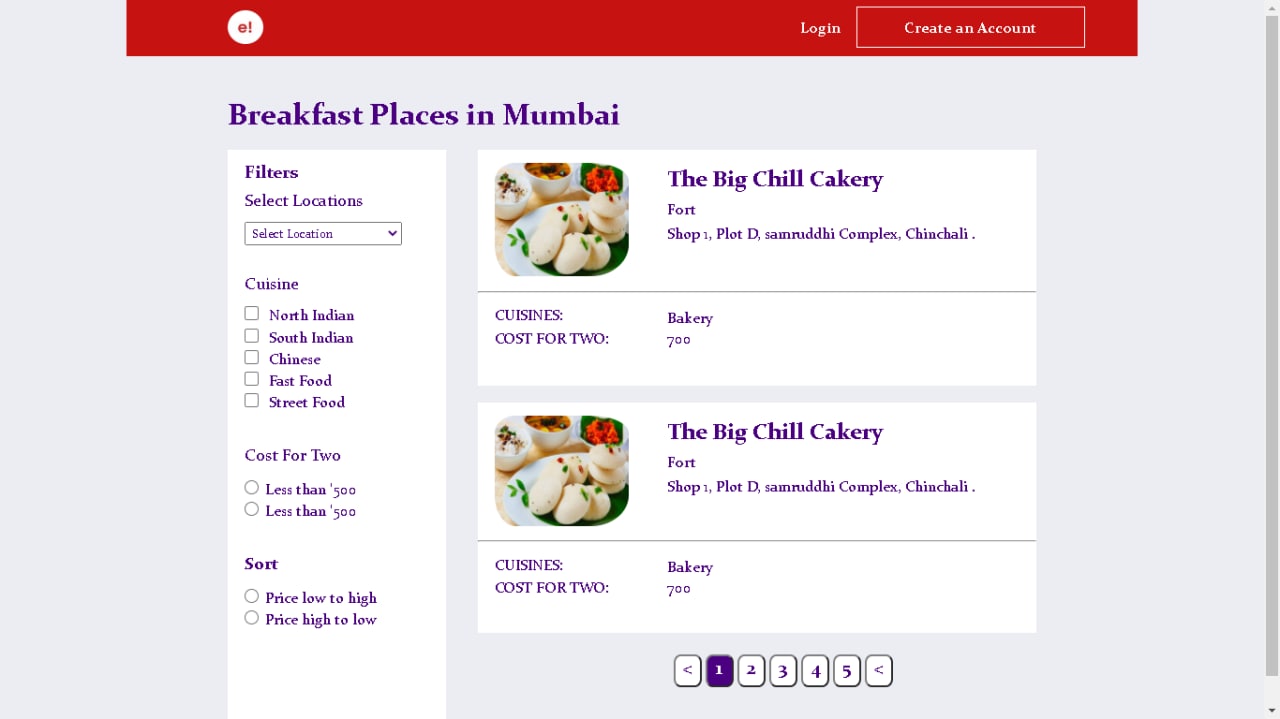 e!
Login
Create an Account
Breakfast Places in Mumbai
Filters
Select Locations
Select Location
Cuisine
North Indian
South Indian
Chinese
Fast Food
Street Food
Cost For Two
Less than '500
Less than '500
Sort
Price low to high
Price high to low
The Big Chill Cakery
Fort
Shop 1, Plot D, samruddhi Complex, Chinchali .
CUISINES: Bakery
COST FOR TWO: 700
The Big Chill Cakery
Fort
Shop 1, Plot D, samruddhi Complex, Chinchali .
CUISINES: Bakery
COST FOR TWO: 700
< 1 2 3 4 5 <